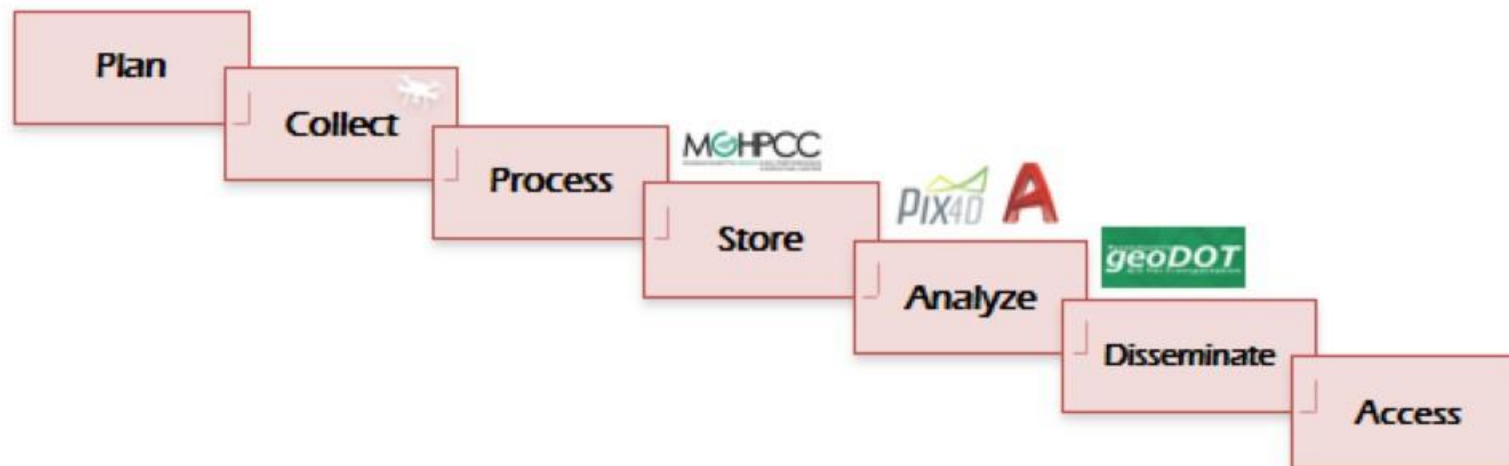 Plan
Collect
Process
MGHPCC
Store
PIX4D
A
Analyze
geoDOT
Disseminate
Access